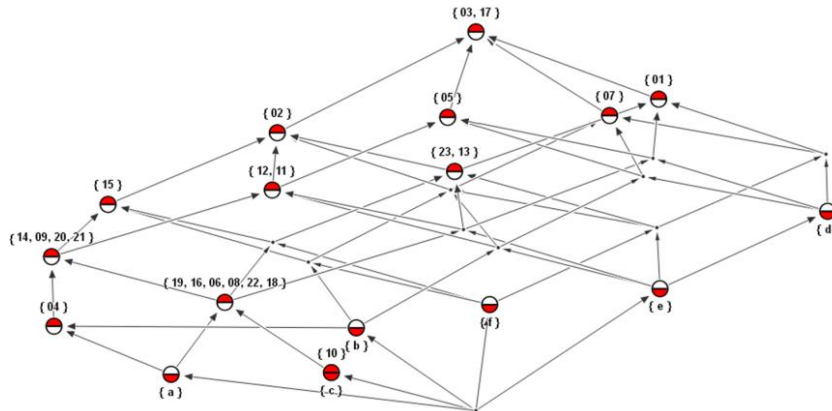 { 03, 17 }
{ 01 }
{ 07 }
{ 05 }
{ 02 }
{ 23, 13 }
{ 12, 11 }
{ 15 }
{ d
{ 14, 09, 20, 21 }
{ 19, 16, 06, 08, 22, 18 }
{ e }
{ 04 }
{ f }
{ b }
{ 10 }
{ a }
{ c }